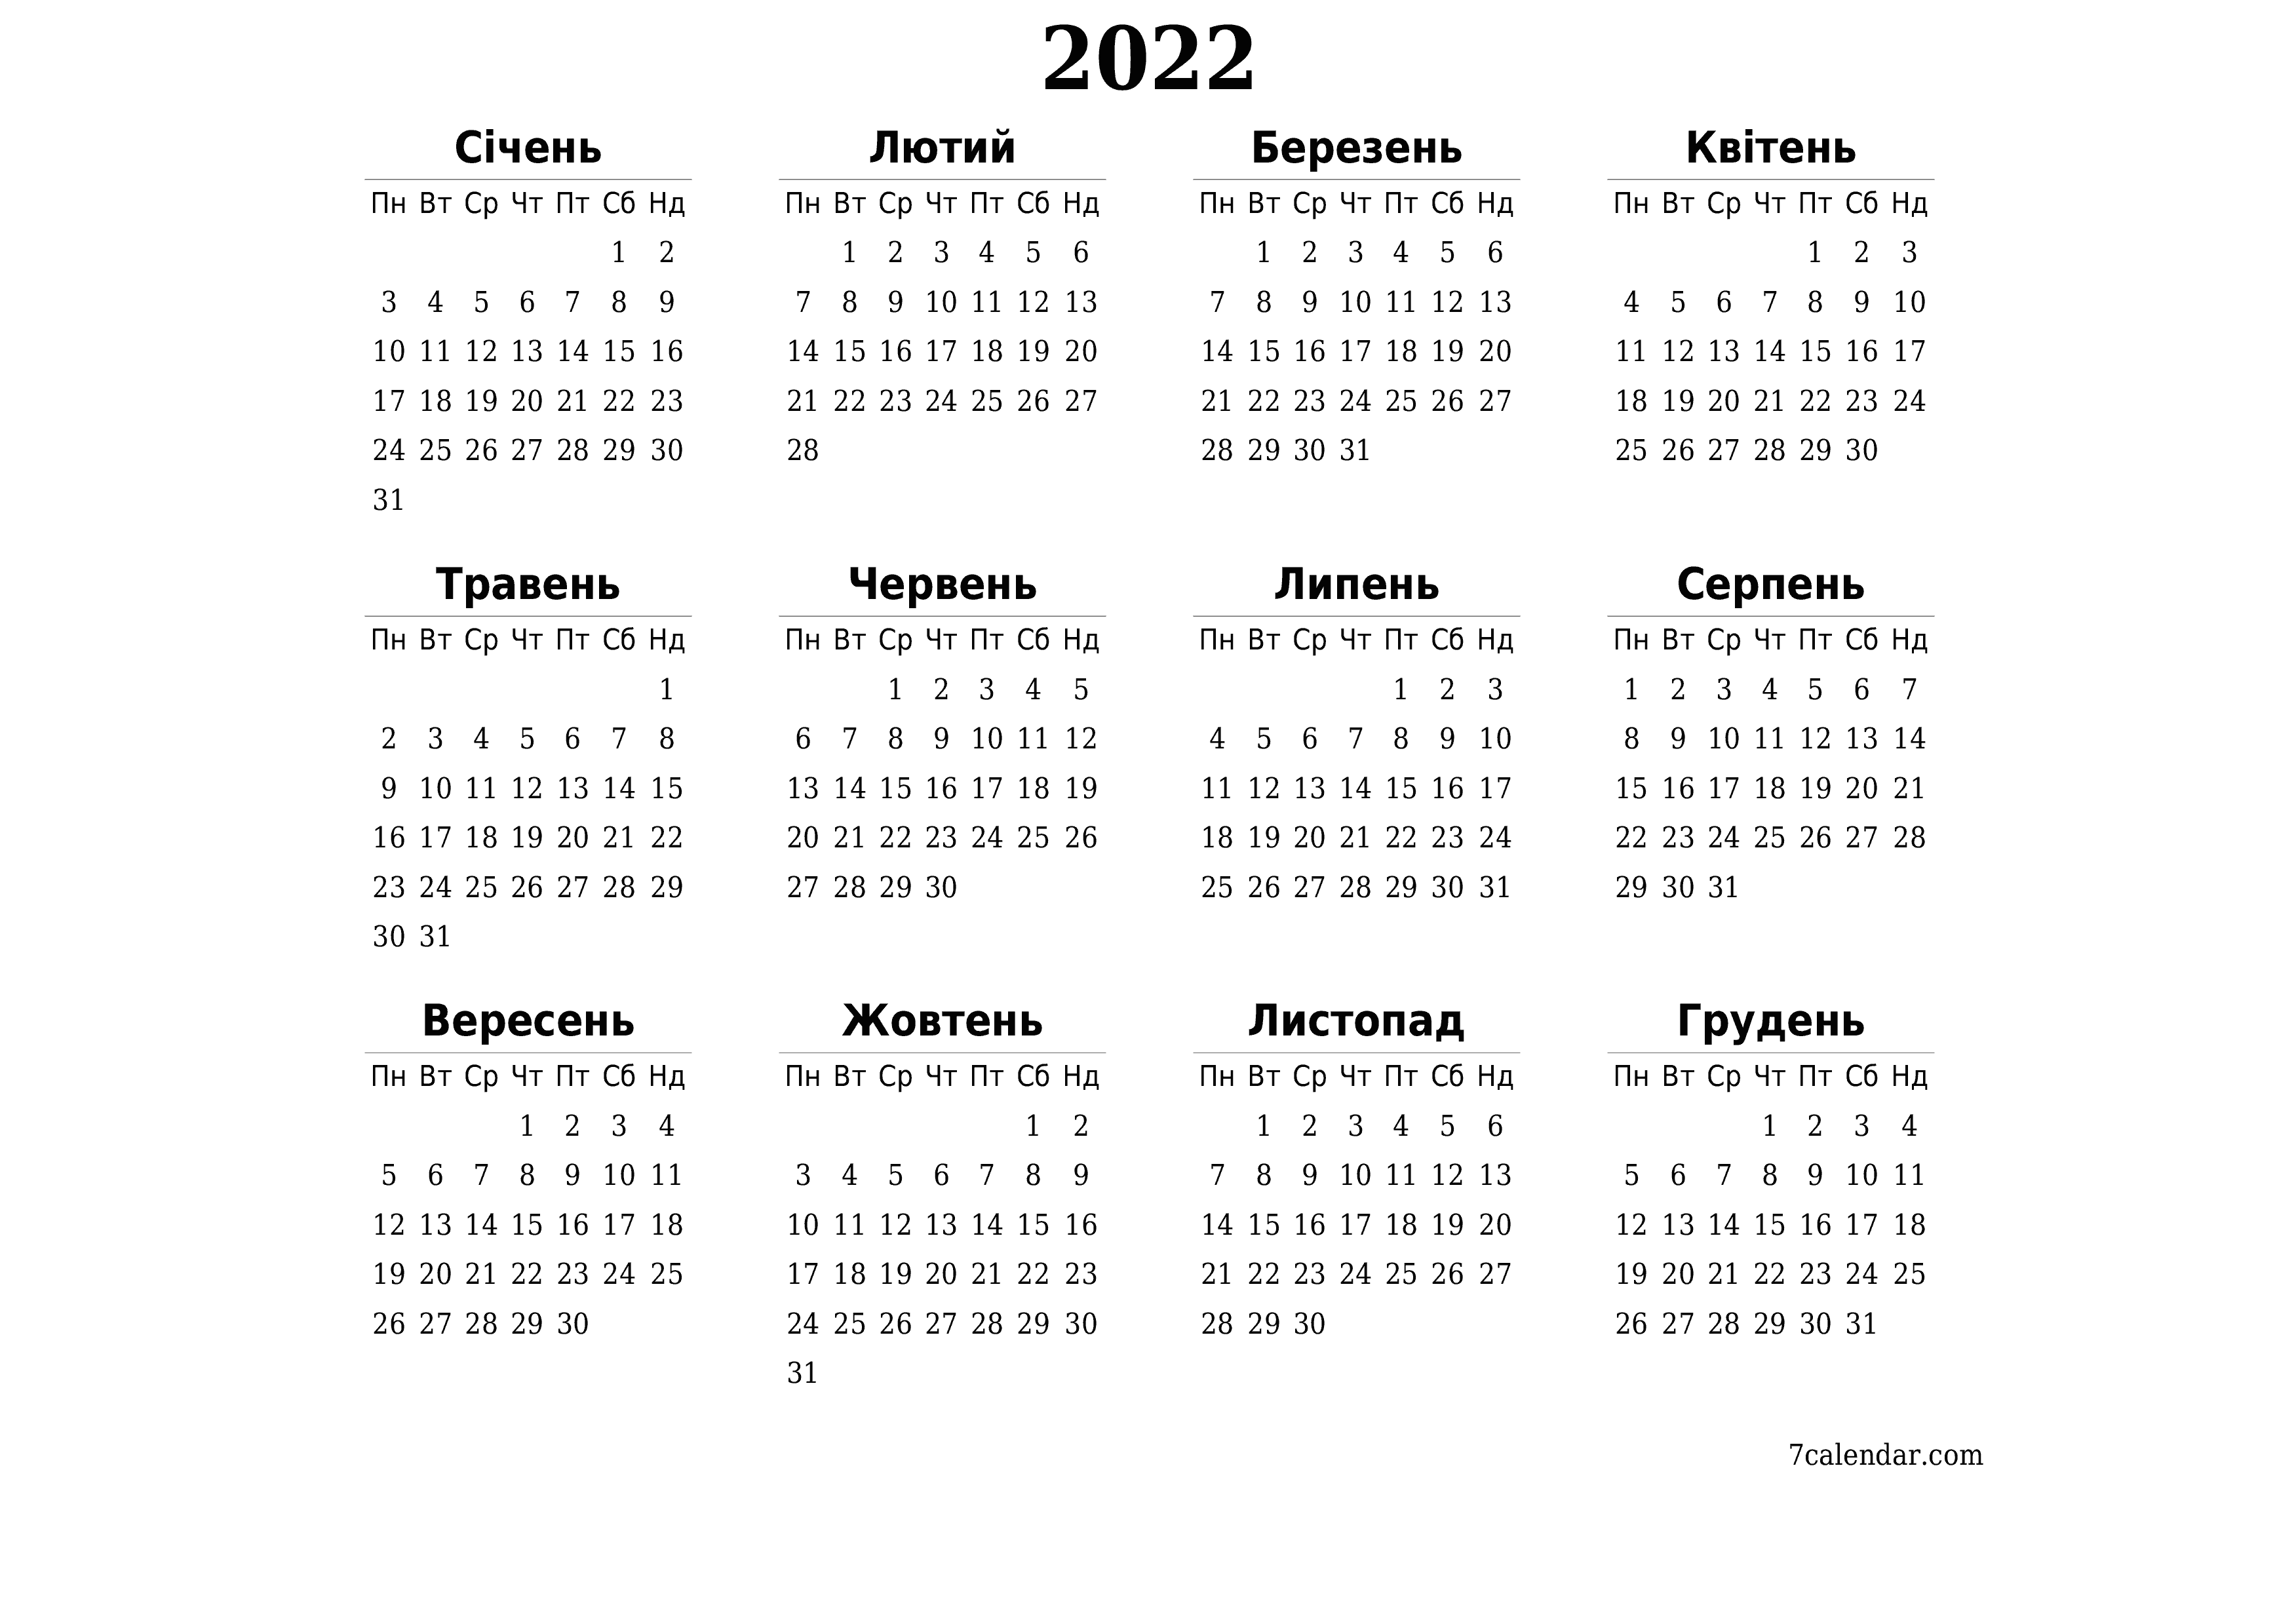 2022
Січень Лютий Березень Квітень
Пн Вт Ср Чт Пт Сб Нд Пн Вт Ср Чт Пт Сб Нд Пн Вт Ср Чт Пт Сб Нд Пн Вт Ср Чт Пт Сб Нд
1 2 1 2 3 4 5 6 1 2 3 4 5 6 1 2 3
3 4 5 6 7 8 9 7 8 9 10 11 12 13 7 8 9 10 11 12 13 4 5 6 7 8 9 10
10 11 12 13 14 15 16 14 15 16 17 18 19 20 14 15 16 17 18 19 20 11 12 13 14 15 16 17
17 18 19 20 21 22 23 21 22 23 24 25 26 27 21 22 23 24 25 26 27 18 19 20 21 22 23 24
24 25 26 27 28 29 30 28 28 29 30 31 25 26 27 28 29 30
31
Травень Червень Липень Серпень
Пн Вт Ср Чт Пт Сб Нд Пн Вт Ср Чт Пт Сб Нд Пн Вт Ср Чт Пт Сб Нд Пн Вт Ср Чт Пт Сб Нд
1 1 2 3 4 5 1 2 3 1 2 3 4 5 6 7
2 3 4 5 6 7 8 6 7 8 9 10 11 12 4 5 6 7 8 9 10 8 9 10 11 12 13 14
9 10 11 12 13 14 15 13 14 15 16 17 18 19 11 12 13 14 15 16 17 15 16 17 18 19 20 21
16 17 18 19 20 21 22 20 21 22 23 24 25 26 18 19 20 21 22 23 24 22 23 24 25 26 27 28
23 24 25 26 27 28 29 27 28 29 30 25 26 27 28 29 30 31 29 30 31
30 31
Вересень Жовтень Листопад Грудень
Пн Вт Ср Чт Пт Сб Нд Пн Вт Ср Чт Пт Сб Нд Пн Вт Ср Чт Пт Сб Нд Пн Вт Ср Чт Пт Сб Нд
1 2 3 4 1 2 1 2 3 4 5 6 1 2 3 4
5 6 7 8 9 10 11 3 4 5 6 7 8 9 7 8 9 10 11 12 13 5 6 7 8 9 10 11
12 13 14 15 16 17 18 10 11 12 13 14 15 16 14 15 16 17 18 19 20 12 13 14 15 16 17 18
19 20 21 22 23 24 25 17 18 19 20 21 22 23 21 22 23 24 25 26 27 19 20 21 22 23 24 25
26 27 28 29 30 24 25 26 27 28 29 30 28 29 30 26 27 28 29 30 31
31
7calendar.com